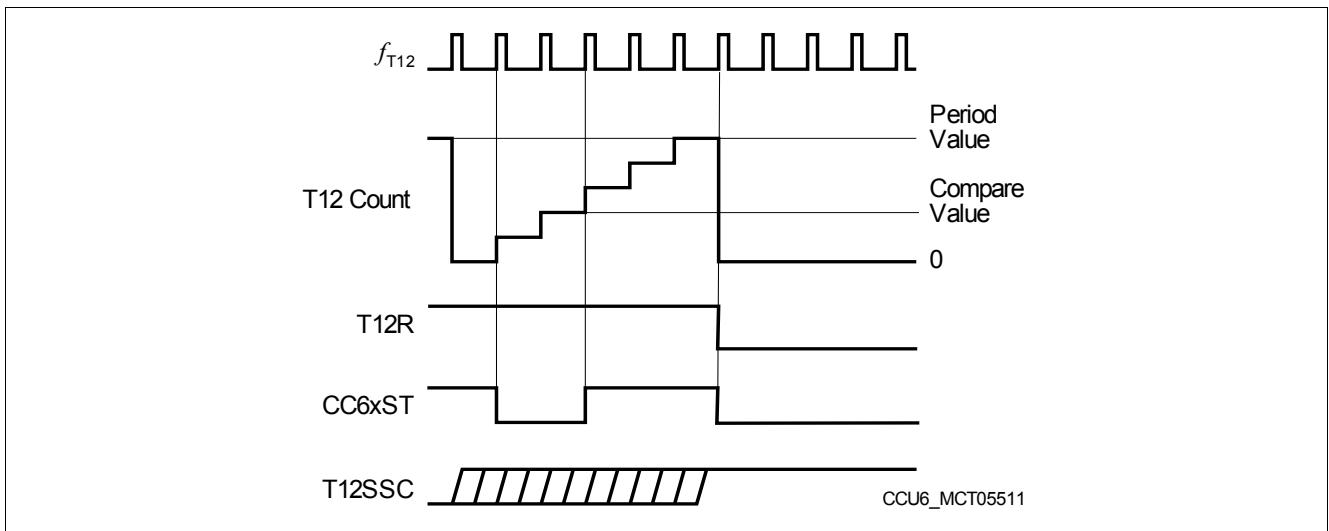 fT12
Period
Value
T12 Count
Compare
Value
0
T12R
CC6xST
T12SSC
CCU6_MCT05511